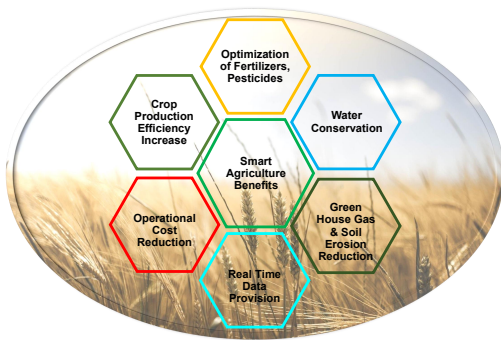 Optimization
of Fertilizers,
Pesticides
Crop
Production
Efficiency
Increase
Water
Conservation
Smart
Agriculture
Benefits
Operational
Cost
Reduction
Green
House Gas
& Soil
Erosion
Reduction
Real Time
Data
Provision